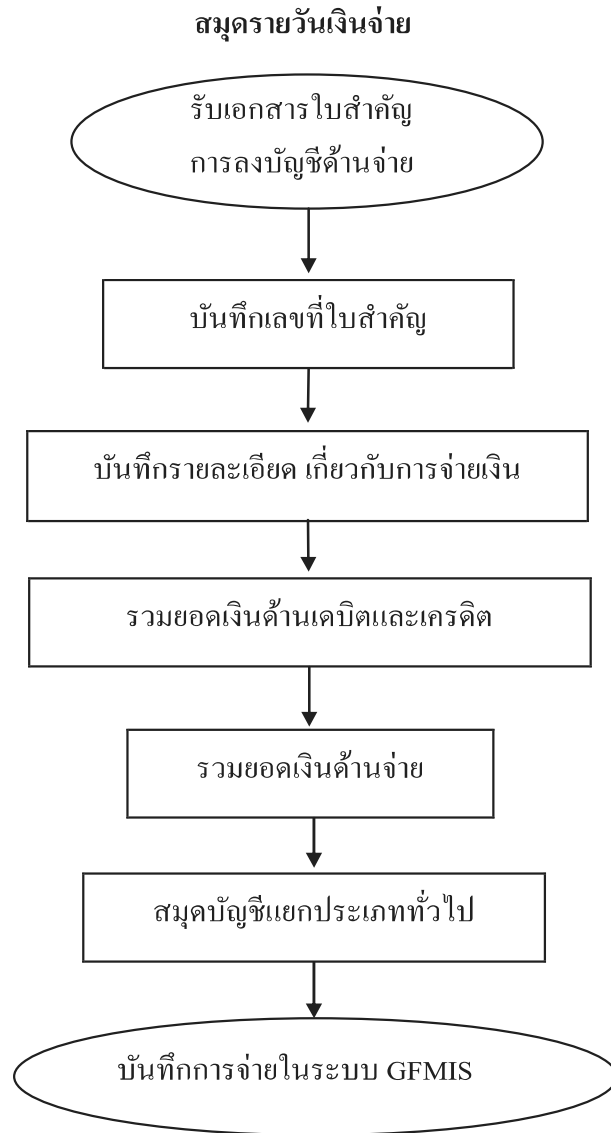 สมุดรายวันเงินจ่าย
รับเอกสารใบสำคัญ
การลงบัญชีด้านจ่าย
บันทึกเลขที่ใบสำคัญ
บันทึกรายละเอียด เกี่ยวกับการจ่ายเงิน
รวมยอดเงินด้านเดบิตและเครดิต
รวมยอดเงินด้านจ่าย
สมุดบัญชีแยกประเภททั่วไป
บันทึกการจ่ายในระบบ GFMIS